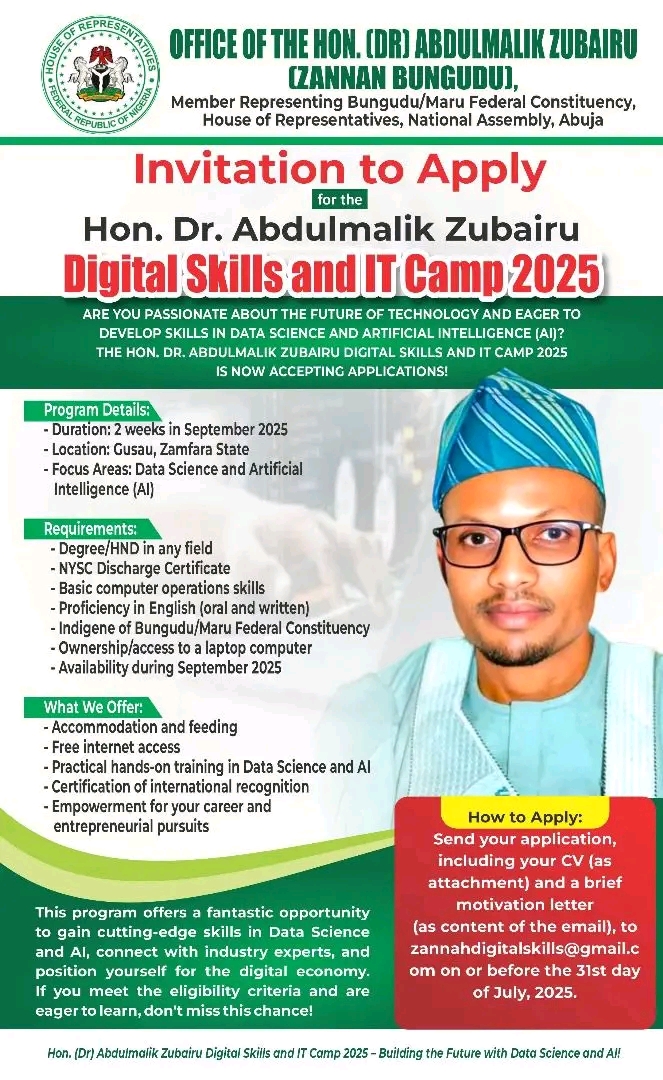 HOUSE OF REPRESENTATIVES
FEDERAL REPUBLIC OF NIGERIA
OFFICE OF THE HON. (DR) ABDULMALIK ZUBAIRU
(ZANNAN BUNGUDU),
Member Representing Bungudu/Maru Federal Constituency,
House of Representatives, National Assembly, Abuja
Invitation to Apply
for the
Hon. Dr. Abdulmalik Zubairu
Digital Skills and IT Camp 2025
ARE YOU PASSIONATE ABOUT THE FUTURE OF TECHNOLOGY AND EAGER TO
DEVELOP SKILLS IN DATA SCIENCE AND ARTIFICIAL INTELLIGENCE (AI)?
THE HON. DR. ABDULMALIK ZUBAIRU DIGITAL SKILLS AND IT CAMP 2025
IS NOW ACCEPTING APPLICATIONS!
Program Details:
- Duration: 2 weeks in September 2025
- Location: Gusau, Zamfara State
- Focus Areas: Data Science and Artificial
Intelligence (AI)
Requirements:
- Degree/HND in any field
- NYSC Discharge Certificate
- Basic computer operations skills
- Proficiency in English (oral and written)
- Indigene of Bungudu/Maru Federal Constituency
- Ownership/access to a laptop computer
- Availability during September 2025
What We Offer:
- Accommodation and feeding
- Free internet access
- Practical hands-on training in Data Science and AI
- Certification of international recognition
- Empowerment for your career and
entrepreneurial pursuits
How to Apply:
Send your application,
including your CV (as
attachment) and a brief
motivation letter
(as content of the email), to
zannahdigitalskills@gmail.c
om on or before the 31st day
of July, 2025.
This program offers a fantastic opportunity
to gain cutting-edge skills in Data Science
and AI, connect with industry experts, and
position yourself for the digital economy.
If you meet the eligibility criteria and are
eager to learn, don't miss this chance!
Hon. (Dr) Abdulmalik Zubairu Digital Skills and IT Camp 2025 – Building the Future with Data Science and AI!